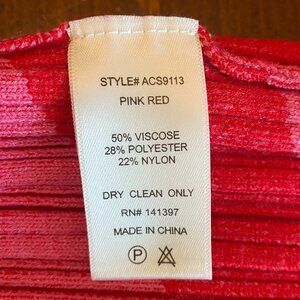 STYLE# ACS9113
PINK RED
50% VISCOSE
28% POLYESTER
22% NYLON
DRY CLEAN ONLY
RN# 141397
MADE IN CHINA
P